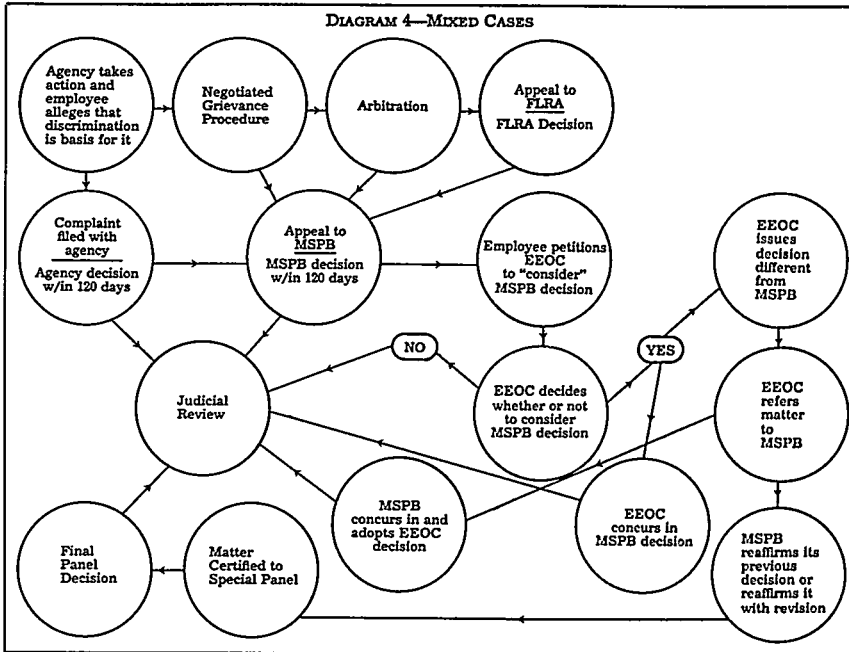 DIAGRAM 4—MIXED CASES
Agency takes
action and
employee
alleges that
discrimination
is basis for it
Negotiated
Grievance
Procedure
Arbitration
Appeal to
FLRA
FLRA Decision
Complaint
filed with
agency
Agency decision
w/in 120 days
Appeal to
MSPB
MSPB decision
w/in 120 days
Employee petitions
EEOC
to "consider"
MSPB decision
EEOC
issues
decision
different
from
MSPB
NO
YES
Judicial
Review
EEOC decides
whether or not
to consider
MSPB decision
EEOC
refers
matter
to
MSPB
MSPB
concurs in and
adopts EEOC
decision
EEOC
concurs in
MSPB decision
Final
Panel
Decision
Matter
Certified to
Special Panel
MSPB
reaffirms its
previous
decision or
reaffirms it
with revision